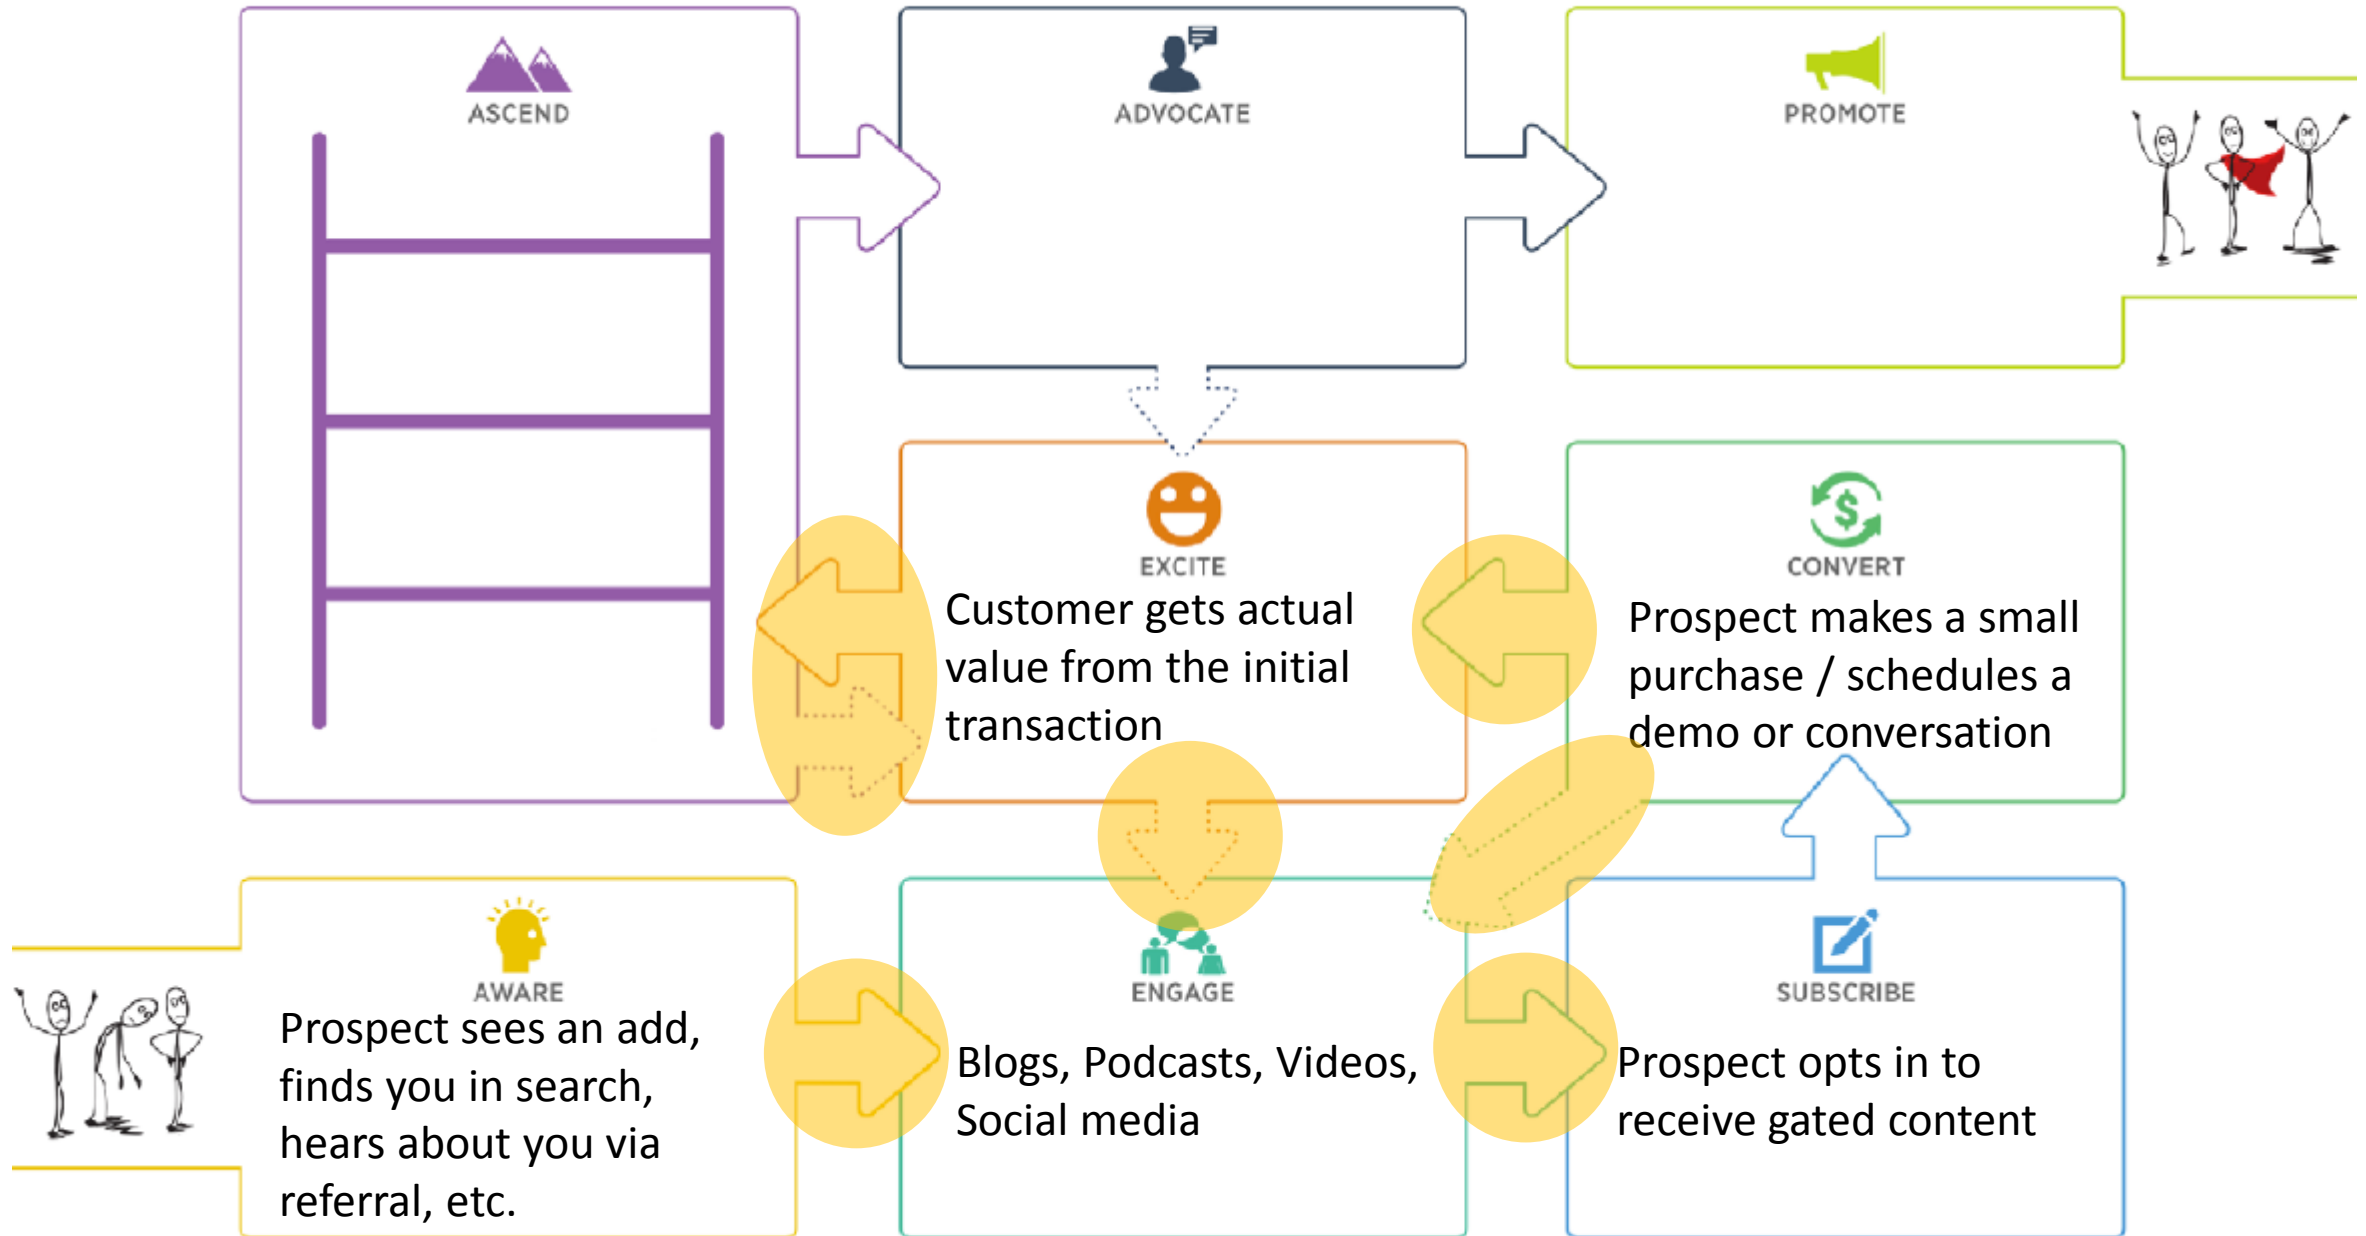 ASCEND
ADVOCATE
PROMOTE
EXCITE
Customer gets actual
value from the initial
transaction
CONVERT
Prospect makes a small
purchase / schedules a
demo or conversation
AWARE
Prospect sees an add,
finds you in search,
hears about you via
referral, etc.
ENGAGE
Blogs, Podcasts, Videos,
Social media
SUBSCRIBE
Prospect opts in to
receive gated content